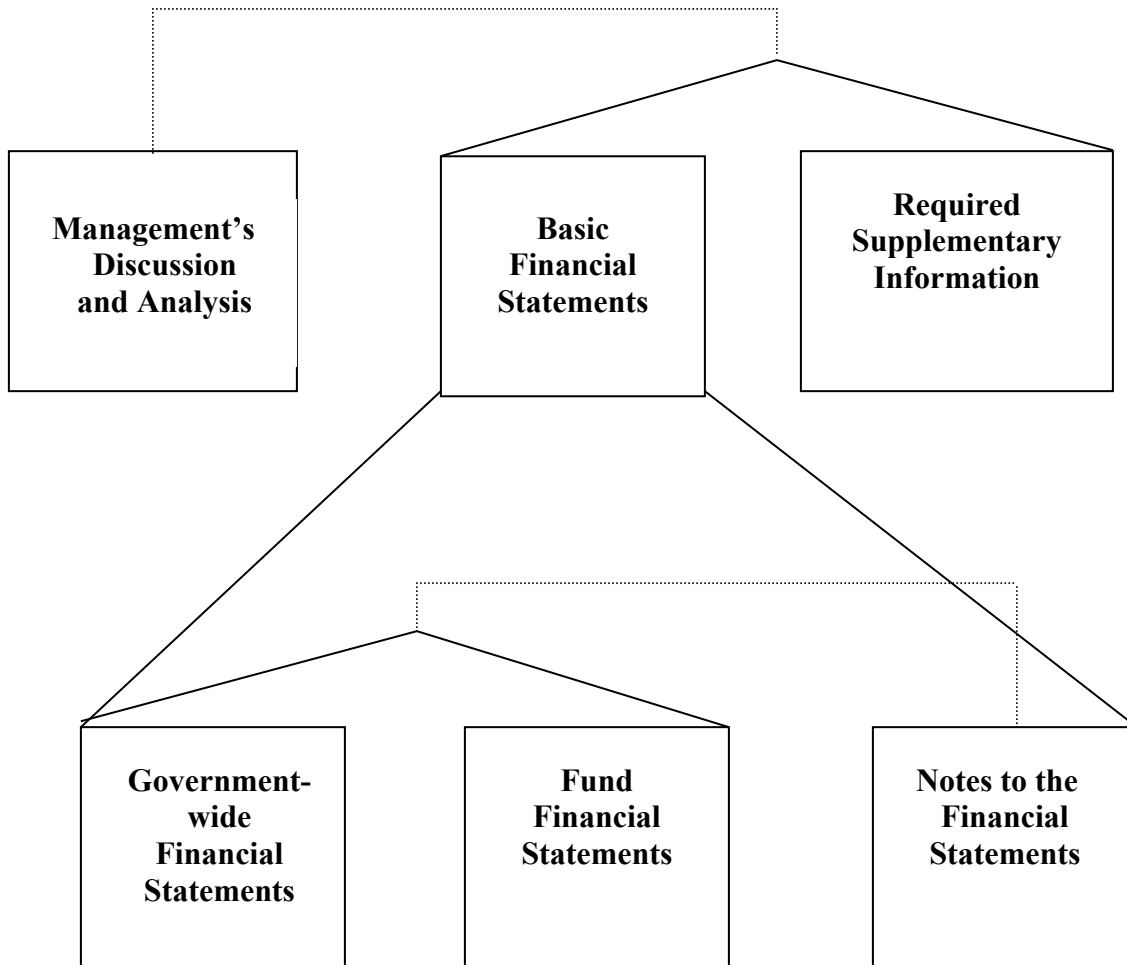 Management’s
Discussion
and Analysis
Basic
Financial
Statements
Required
Supplementary
Information
Government-
wide
Financial
Statements
Fund
Financial
Statements
Notes to the
Financial
Statements